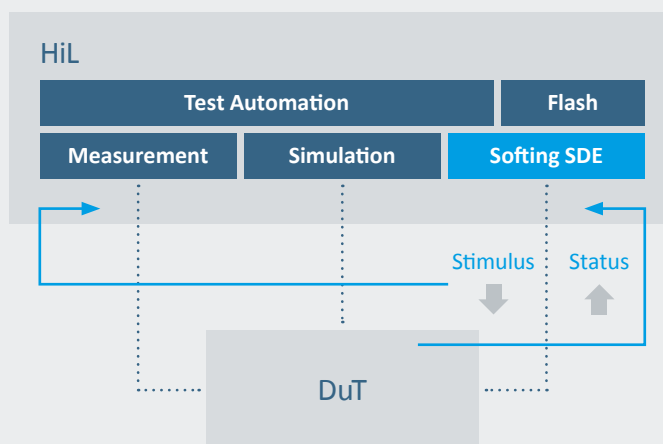 HiL
Test Automation Flash
Measurement Simulation Softing SDE
Stimulus Status
DuT